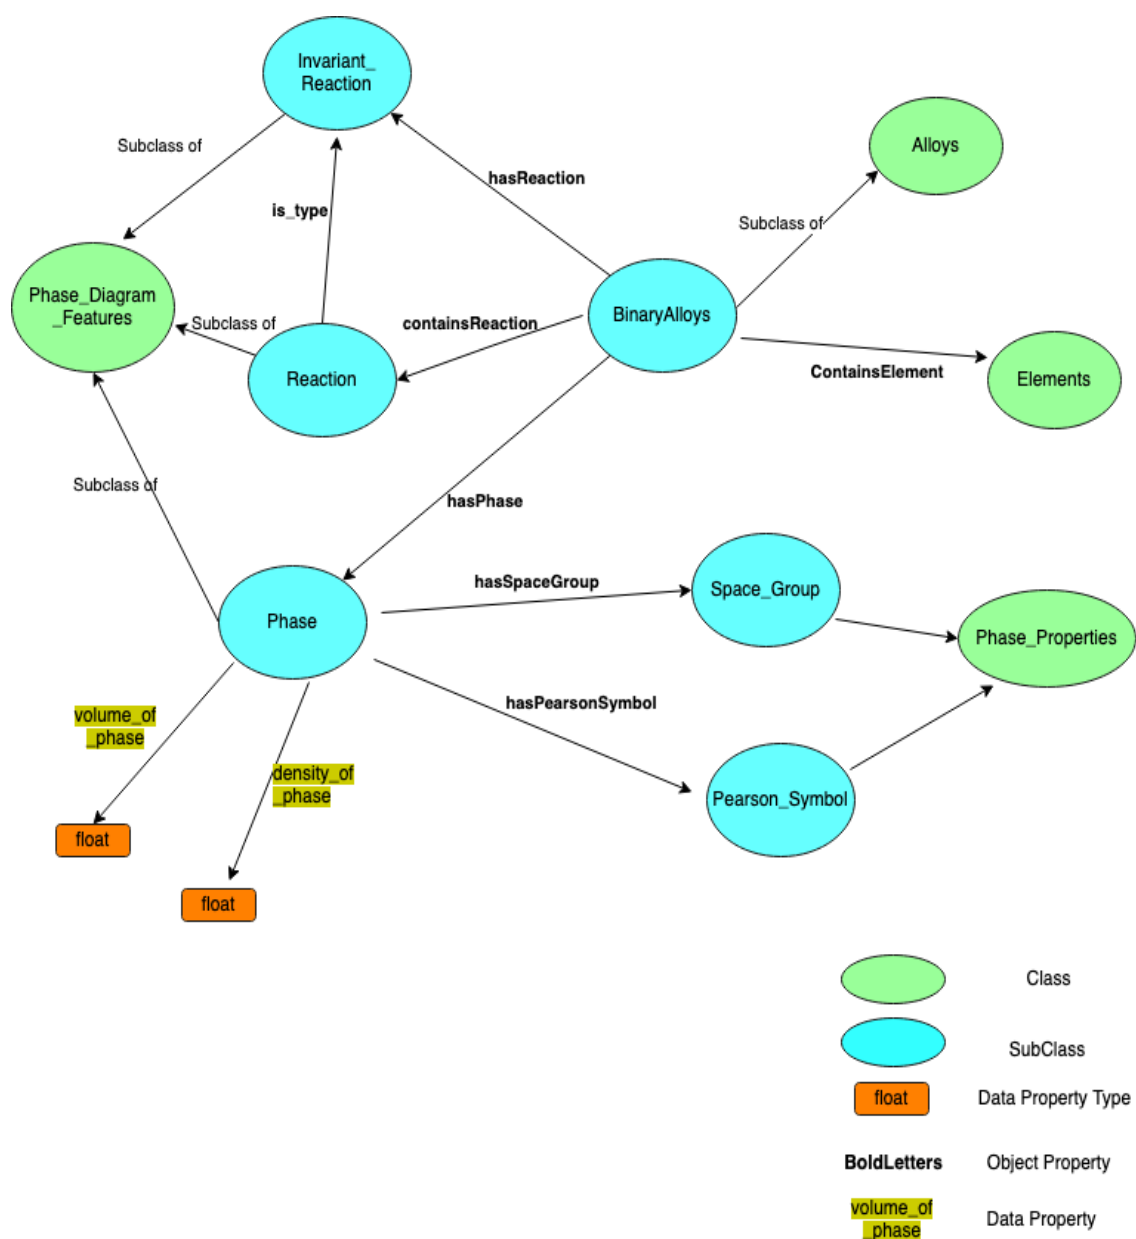 Invariant_
Reaction
Alloys
Subclass of
hasReaction
is_type
Subclass of
Phase_Diagram
_Features
BinaryAlloys
Subclass of
containsReaction
ContainsElement
Reaction
Elements
Subclass of
hasPhase
hasSpaceGroup
Space_Group
Phase
Phase_Properties
hasPearsonSymbol
volume_of
_phase
density_of
_phase
Pearson_Symbol
float
float
Class
SubClass
float
Data Property Type
BoldLetters
Object Property
volume_of
_phase
Data Property